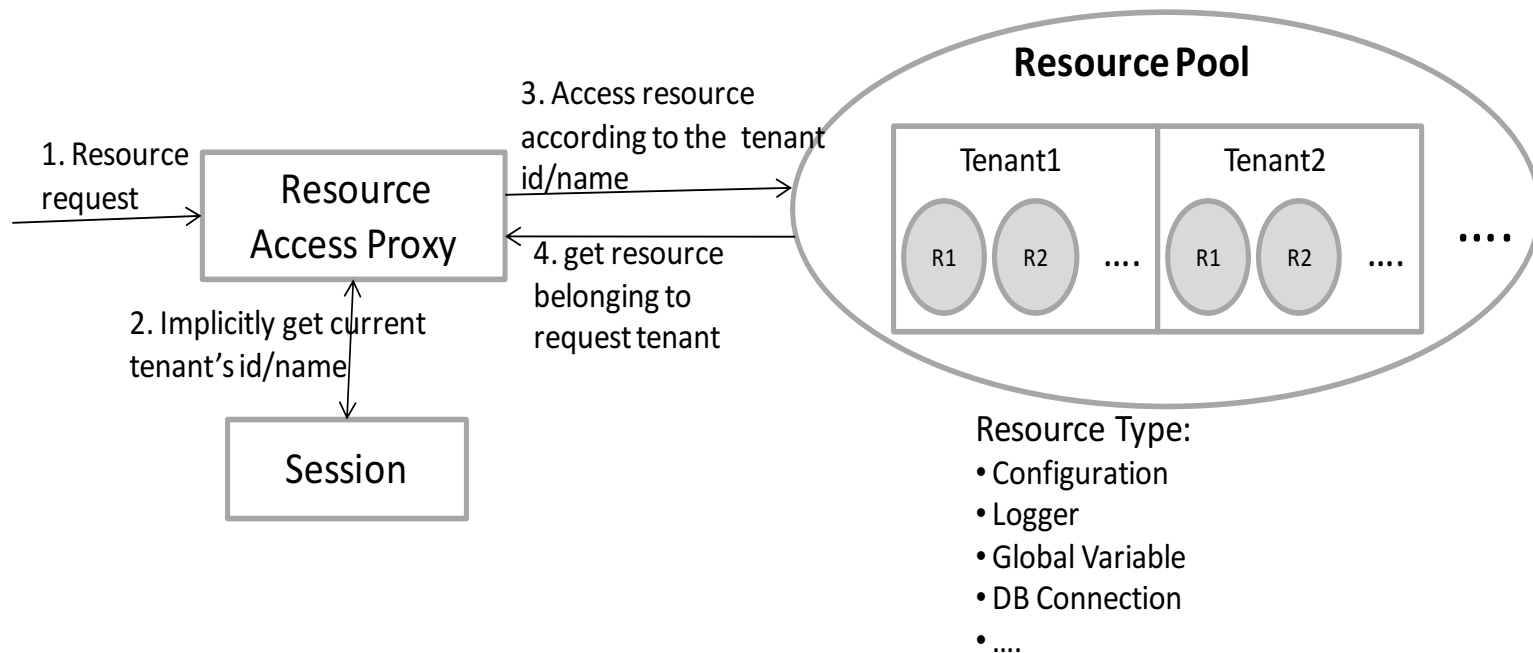 1. Resource
request
Resource
Access Proxy
2. Implicitly get current
tenant's id/name
Session
3. Access resource
according to the tenant
id/name
4. get resource
belonging to
request tenant
Resource Pool
Tenant1
R1 R2 ....
Tenant2
R1 R2 ....
....
Resource Type:
• Configuration
• Logger
• Global Variable
• DB Connection
• ....